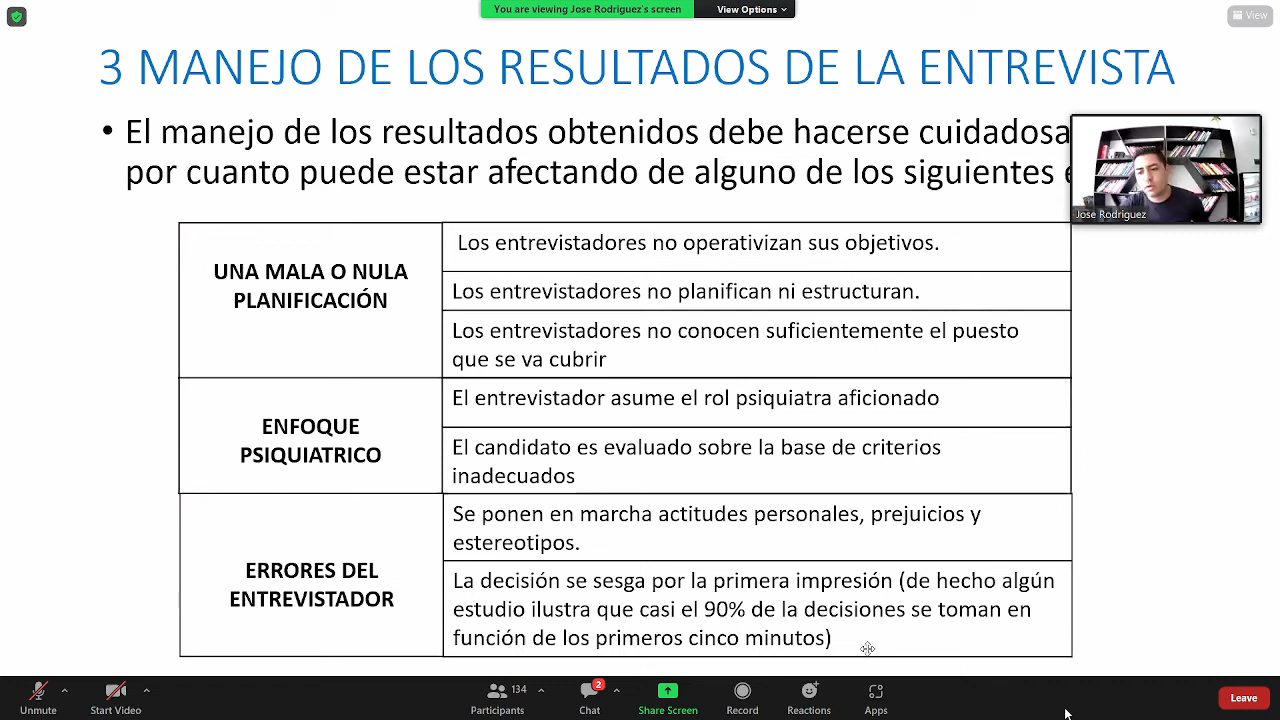 You are viewing Jose Rodriguez's screen
View Options
View
3 MANEJO DE LOS RESULTADOS DE LA ENTREVISTA
• El manejo de los resultados obtenidos debe hacerse cuidadosa
por cuanto puede estar afectando de alguno de los siguientes
Jose Rodriguez
UNA MALA O NULA
PLANIFICACIÓN
Los entrevistadores no operativizan sus objetivos.
Los entrevistadores no planifican ni estructuran.
Los entrevistadores no conocen suficientemente el puesto
que se va cubrir
ENFOQUE
PSIQUIATRICO
El entrevistador asume el rol psiquiatra aficionado
El candidato es evaluado sobre la base de criterios
inadecuados
ERRORES DEL
ENTREVISTADOR
Se ponen en marcha actitudes personales, prejuicios y
estereotipos.
La decisión se sesga por la primera impresión (de hecho algún
estudio ilustra que casi el 90% de la decisiones se toman en
función de los primeros cinco minutos)
Unmute
Start Video
134
Participants
2
Chat
Share Screen
Record
Reactions
Apps
Leave